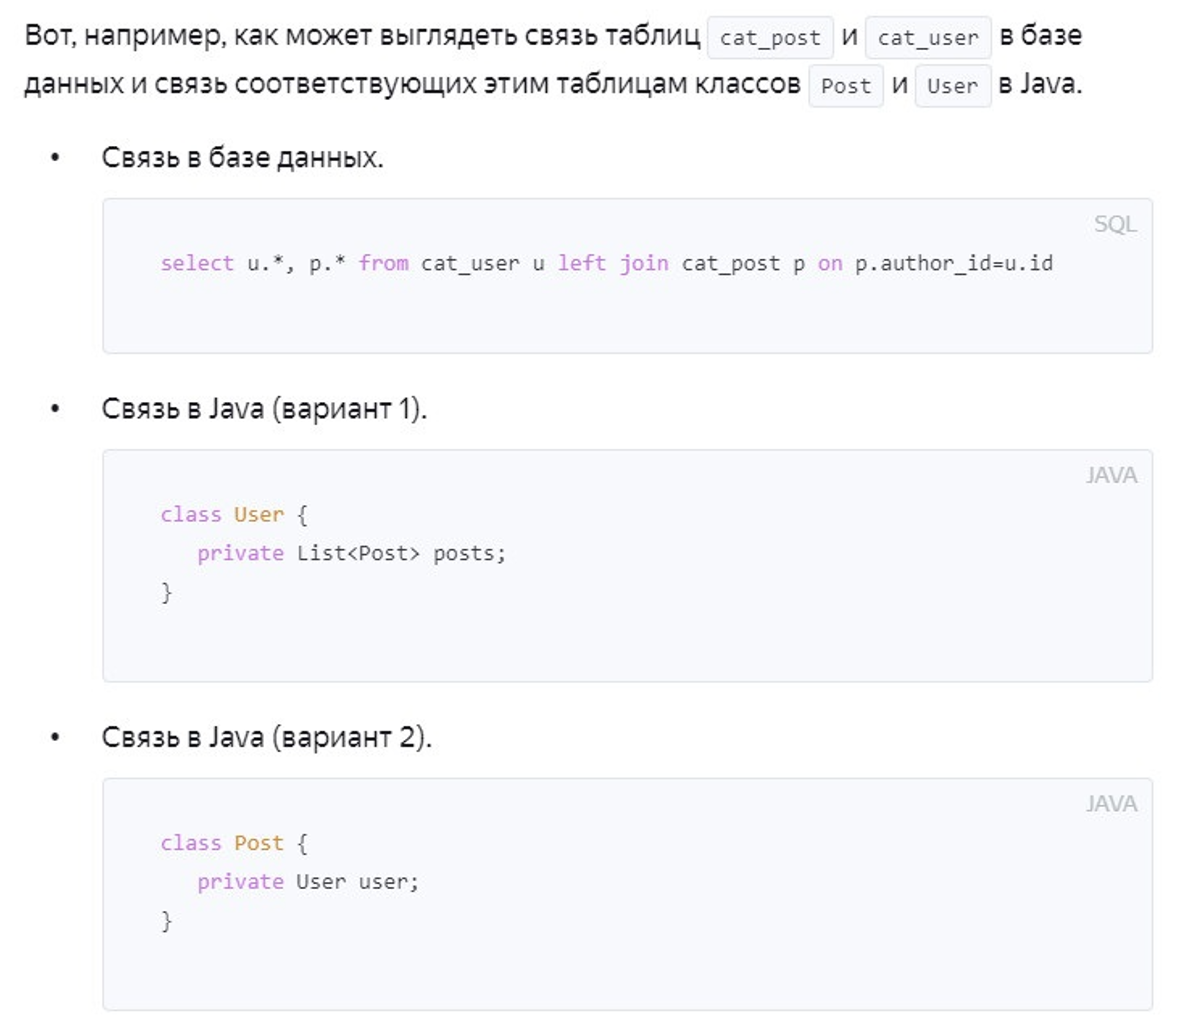 Вот, например, как может выглядеть связь таблиц cat_post и cat_user в базе
данных и связь соответствующих этим таблицам классов Post и User в Java.
• Связь в базе данных.
SQL
select u.*, p.* from cat_user u left join cat_post p on p.author_id=u.id
• Связь в Java (вариант 1).
JAVA
class User {
private List<Post> posts;
}
• Связь в Java (вариант 2).
JAVA
class Post {
private User user;
}